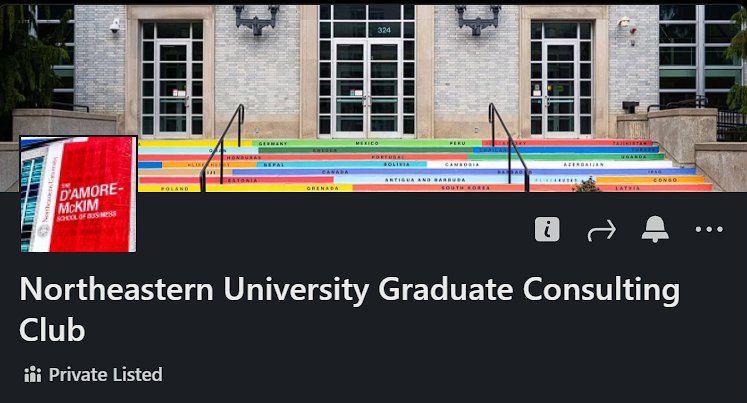 324
GERMANY MEXICO PERU TAJIKISTAN
HONDURAS PORTUGAL UGANDA
NEPAL BOLIVIA CAMBODIA AZERBAIJAN
CANADA BARBADOS IRAQ
ESTONIA ANTIGUA AND BARBUDA CONGO
POLAND GRENADA SOUTH KOREA LATVIA
Northeastern University
THE
D'AMORE-
McKIM
SCHOOL OF BUSINESS
Northeastern University Graduate Consulting
Club
Private Listed